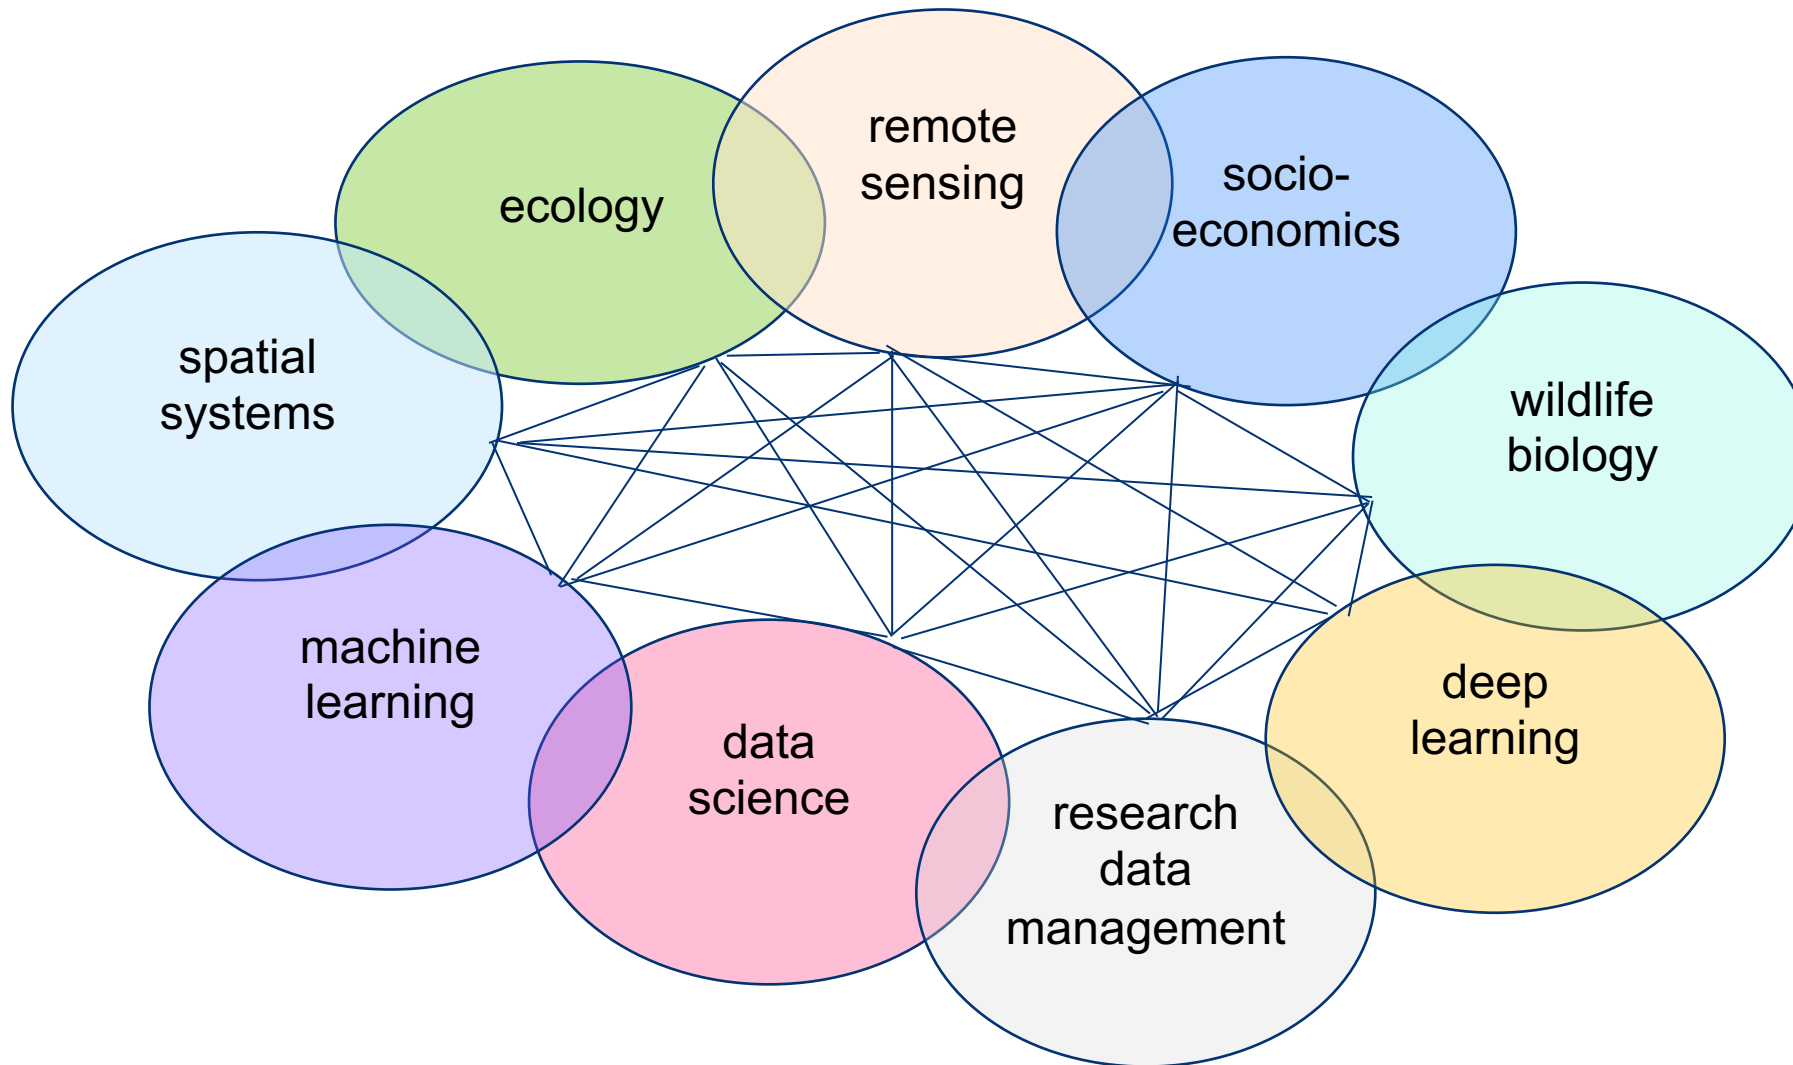 remote
sensing
ecology
socio-
economics
spatial
systems
wildlife
biology
machine
learning
deep
learning
data
science
research
data
management